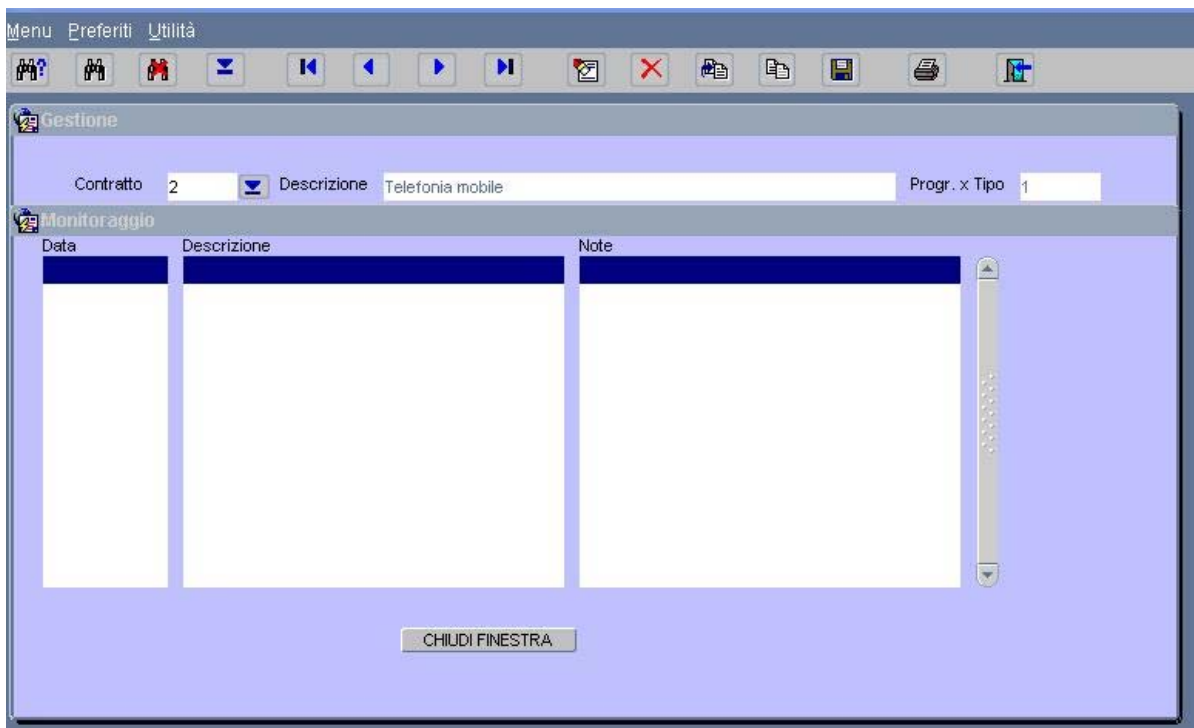 Menu Preferiti Utilità
Gestione
Contratto 2 Descrizione Telefonia mobile Progr. x Tipo 1
Monitoraggio
Data Descrizione Note
CHIUDI FINESTRA